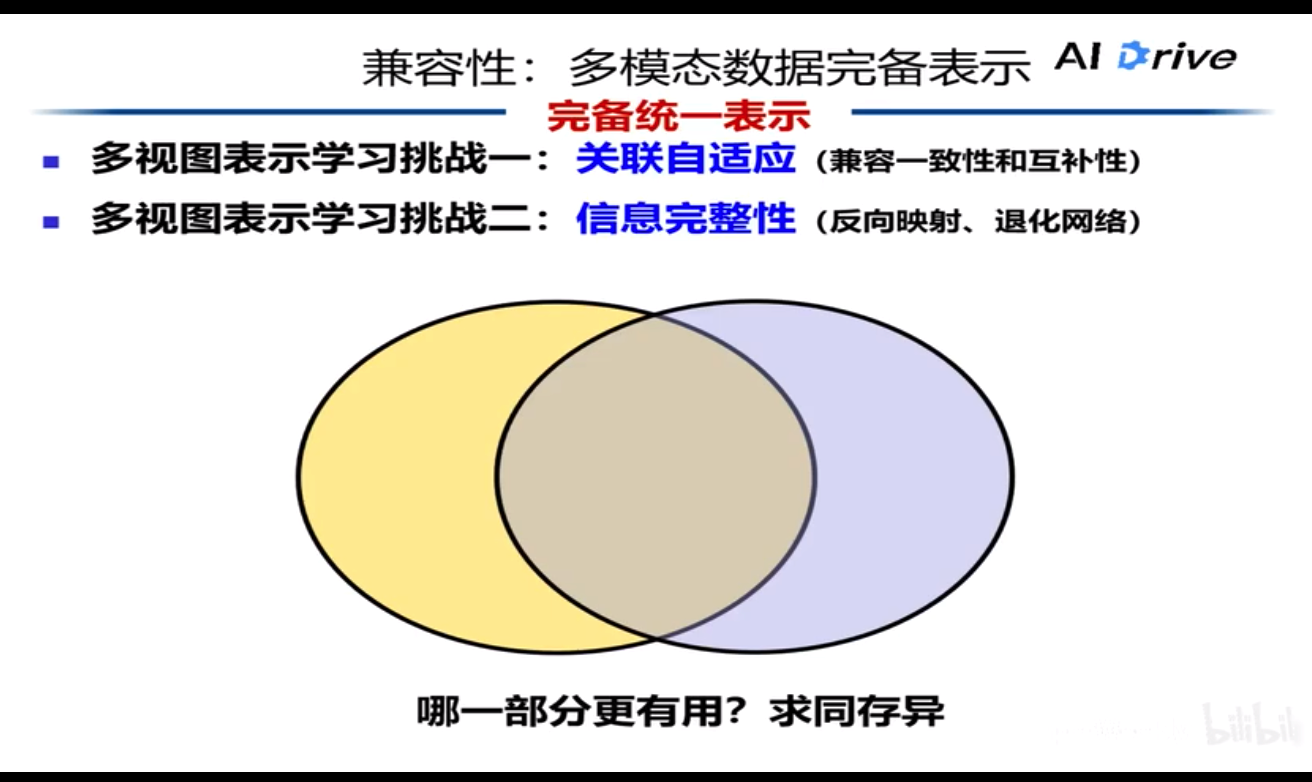 兼容性：多模态数据完备表示 AI Drive
完备统一表示
多视图表示学习挑战一：关联自适应（兼容一致性和互补性）
多视图表示学习挑战二：信息完整性（反向映射、退化网络）
哪一部分更有用？求同存异
bilibili